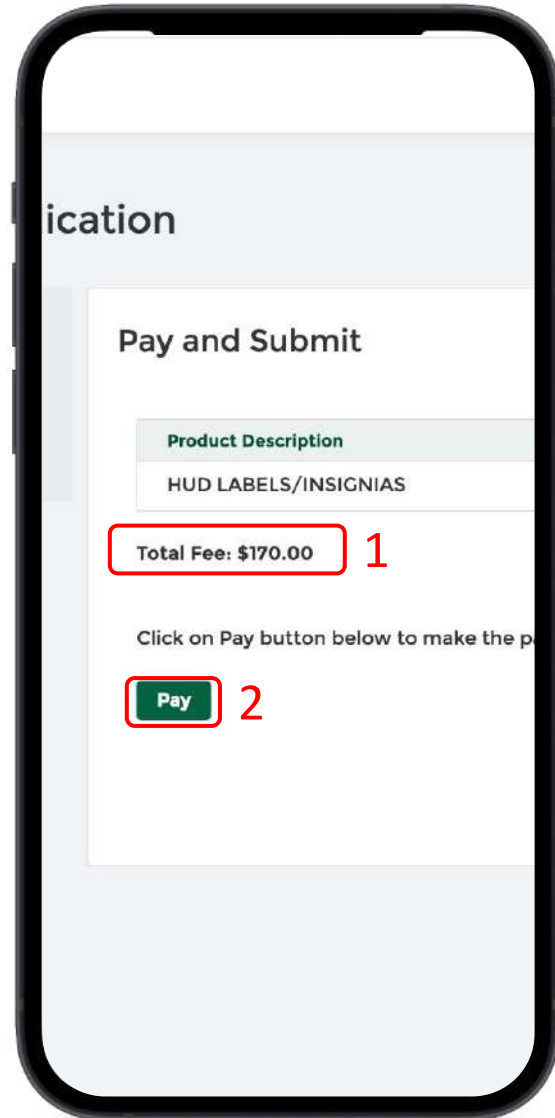 ication
Pay and Submit
Product Description
HUD LABELS/INSIGNIAS
Total Fee: $170.00 1
Click on Pay button below to make the
Pay 2